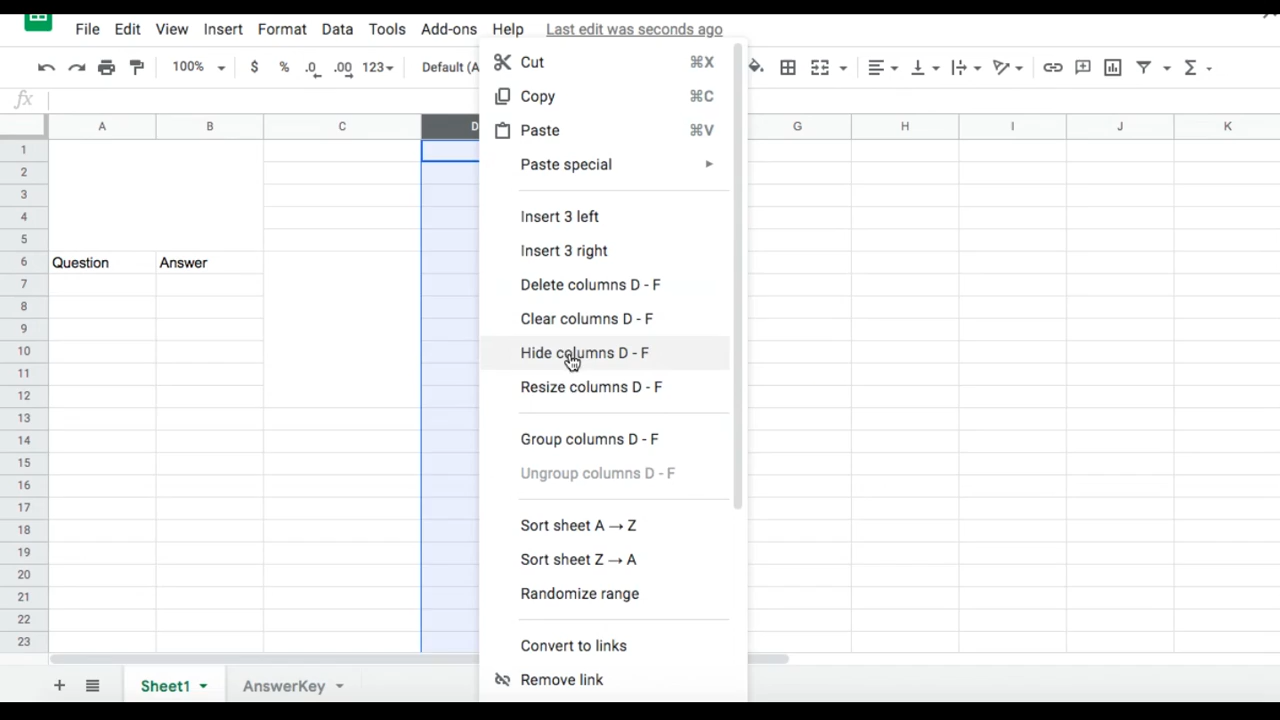 File Edit View Insert Format Data Tools Add-ons Help Last edit was seconds ago
100% $ % .0 .00 123 Default (A
fx
A B C D G H I J K
Cut ⌘X
Copy ⌘C
Paste ⌘V
Paste special
Insert 3 left
Insert 3 right
Delete columns D - F
Clear columns D - F
Hide columns D - F
Resize columns D - F
Group columns D - F
Ungroup columns D - F
Sort sheet A → Z
Sort sheet Z → A
Randomize range
Convert to links
Remove link
1
2
3
4
5
6 Question Answer
7
8
9
10
11
12
13
14
15
16
17
18
19
20
21
22
23
Sheet1 AnswerKey